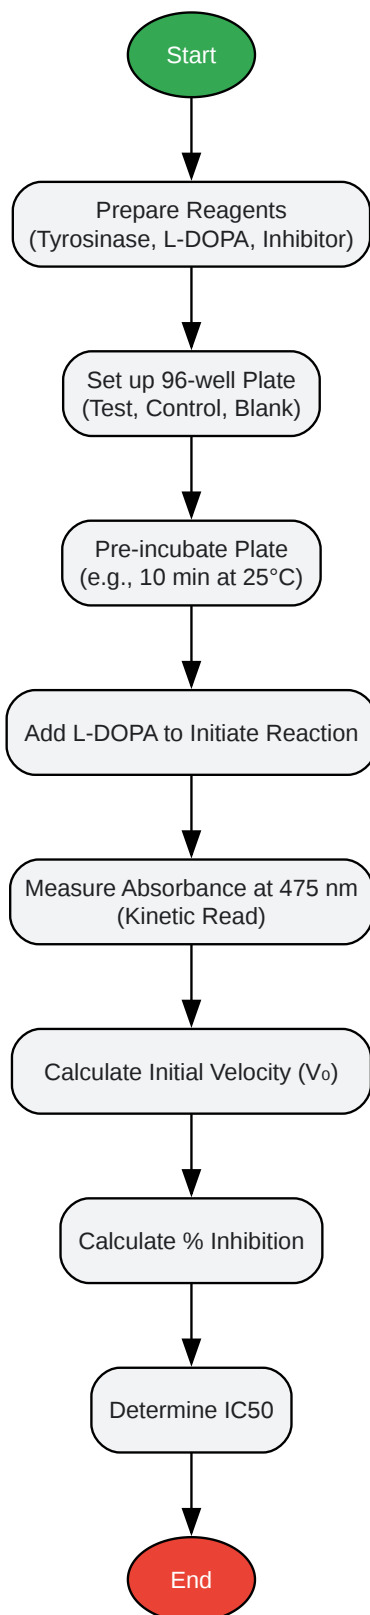 Start
Prepare Reagents
(Tyrosinase, L-DOPA, Inhibitor)
Set up 96-well Plate
(Test, Control, Blank)
Pre-incubate Plate
(e.g., 10 min at 25°C)
Add L-DOPA to Initiate Reaction
Measure Absorbance at 475 nm
(Kinetic Read)
Calculate Initial Velocity (V₀)
Calculate % Inhibition
Determine IC50
End